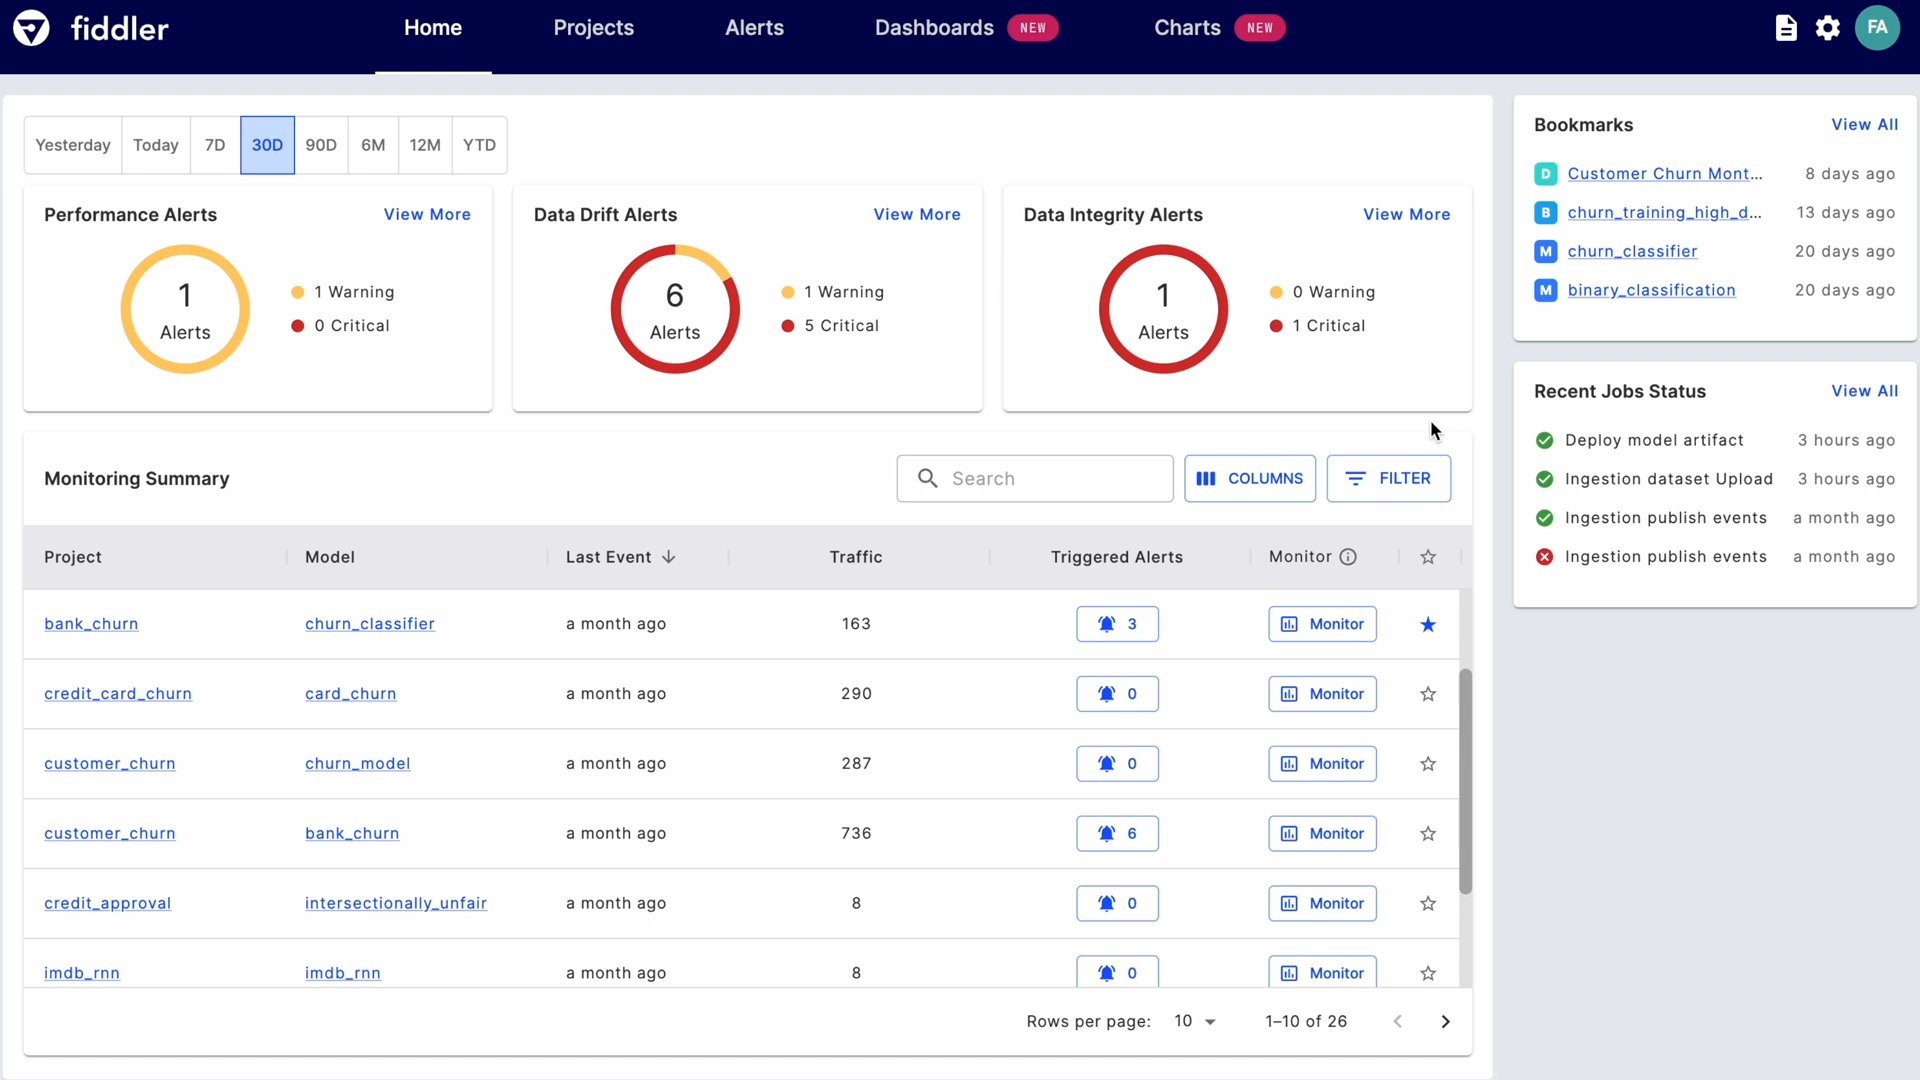 fiddler
Home Projects Alerts Dashboards NEW Charts NEW FA
Yesterday Today 7D 30D 90D 6M 12M YTD
Performance Alerts View More
1
Alerts
1 Warning
0 Critical
Data Drift Alerts View More
6
Alerts
1 Warning
5 Critical
Data Integrity Alerts View More
1
Alerts
0 Warning
1 Critical
Monitoring Summary Search COLUMNS FILTER
Project Model Last Event Traffic Triggered Alerts Monitor
bank_churn churn_classifier a month ago 163 3 Monitor
credit_card_churn card_churn a month ago 290 0 Monitor
customer_churn churn_model a month ago 287 0 Monitor
customer_churn bank_churn a month ago 736 6 Monitor
credit_approval intersectionally_unfair a month ago 8 0 Monitor
imdb_rnn imdb_rnn a month ago 8 0 Monitor
Rows per page: 10 1–10 of 26
Bookmarks View All
D Customer Churn Mont... 8 days ago
B churn_training_high_d... 13 days ago
M churn_classifier 20 days ago
M binary_classification 20 days ago
Recent Jobs Status View All
Deploy model artifact 3 hours ago
Ingestion dataset Upload 3 hours ago
Ingestion publish events a month ago
Ingestion publish events a month ago